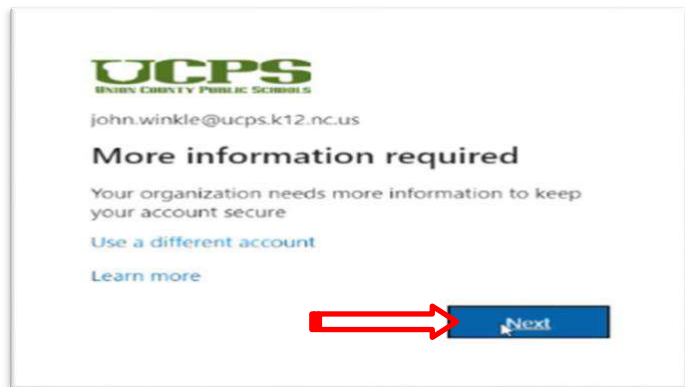 UCPS
UNION COUNTY PUBLIC SCHOOLS
john.winkle@ucps.k12.nc.us
More information required
Your organization needs more information to keep
your account secure
Use a different account
Learn more
Next